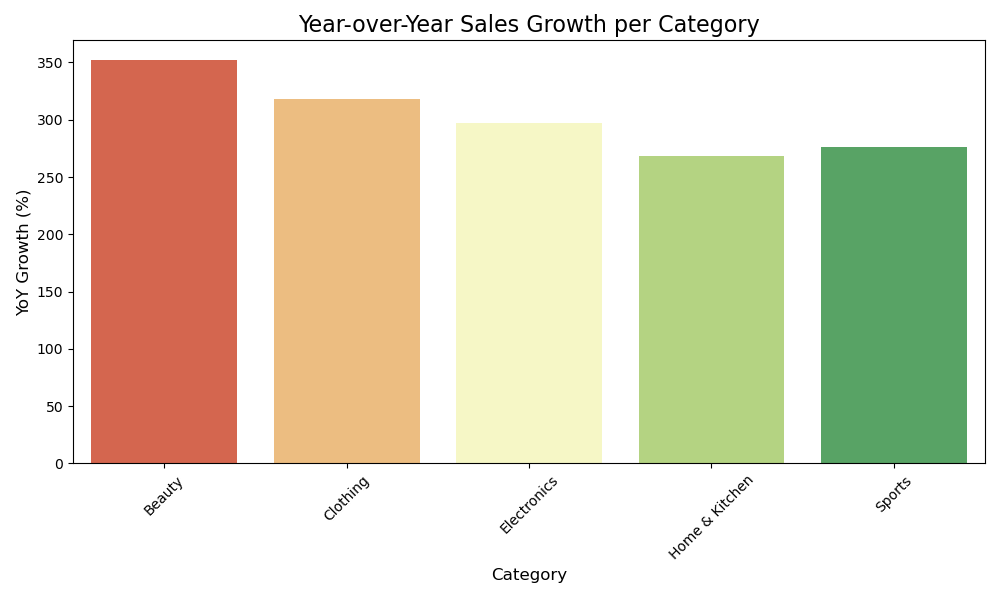 Year-over-Year Sales Growth per Category
YoY Growth (%)
350
300
250
200
150
100
50
0
Beauty
Clothing
Electronics
Home & Kitchen
Sports
Category